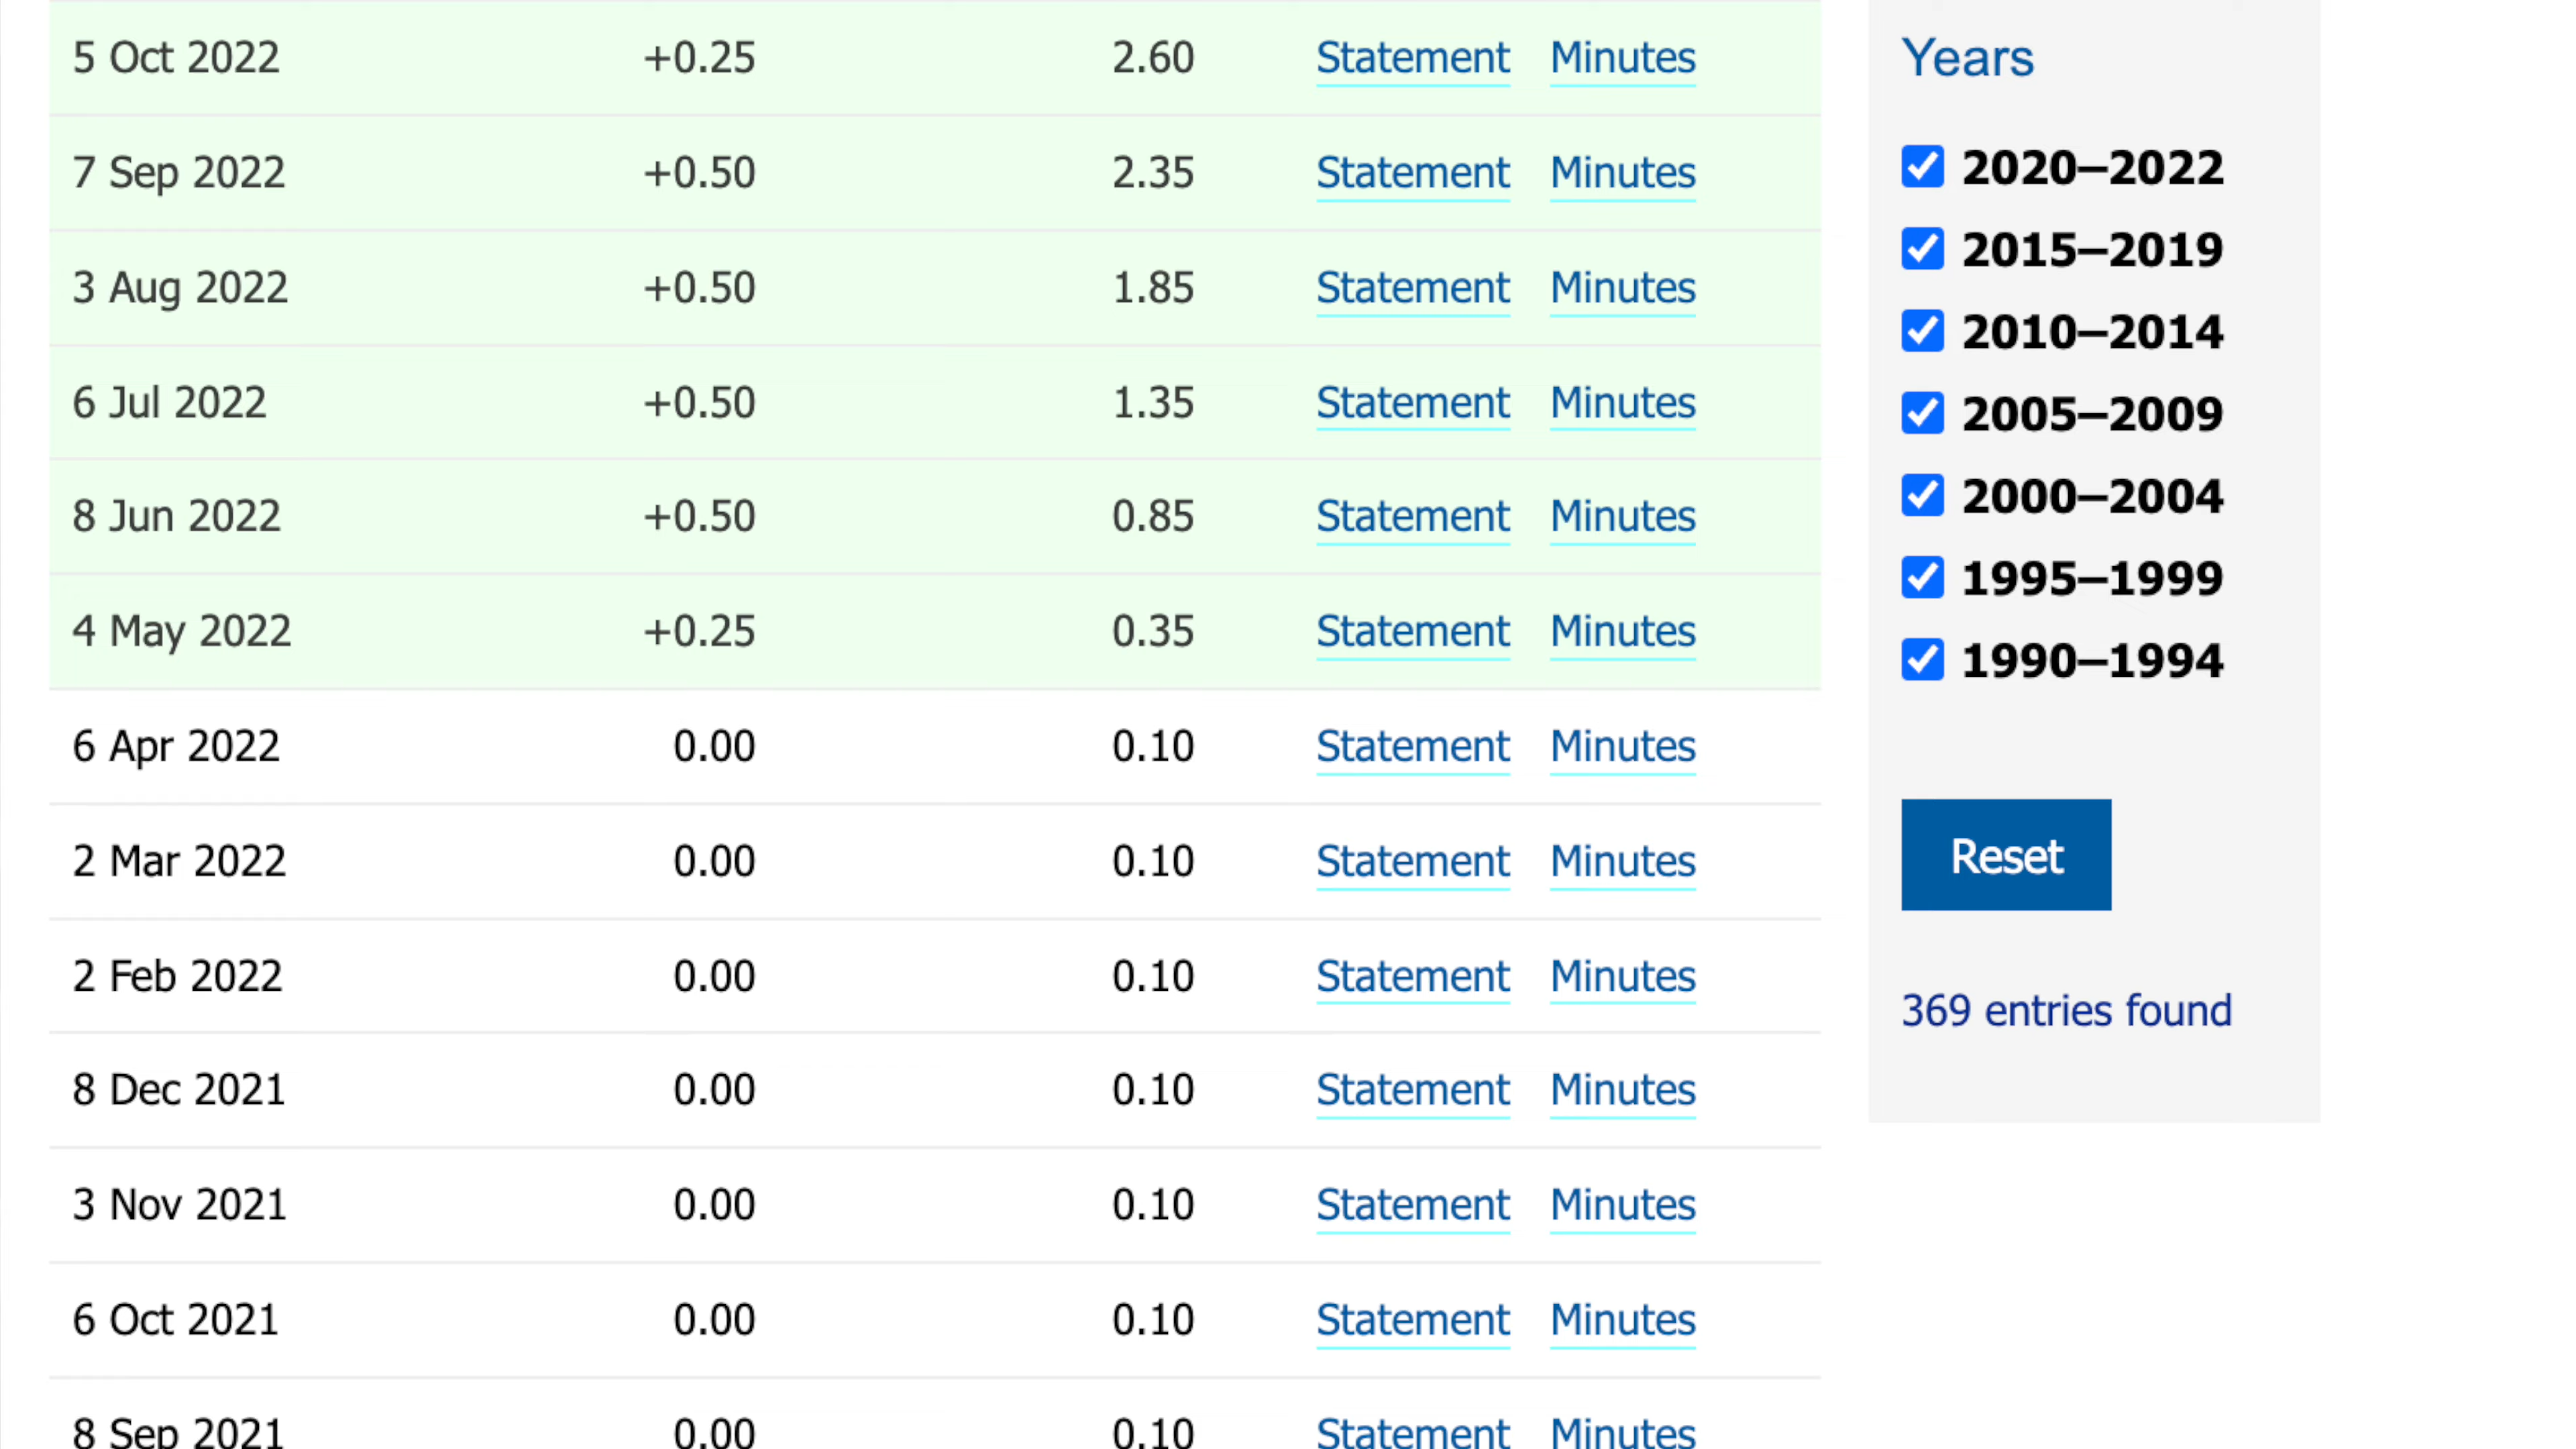 5 Oct 2022 +0.25 2.60 Statement Minutes
7 Sep 2022 +0.50 2.35 Statement Minutes
3 Aug 2022 +0.50 1.85 Statement Minutes
6 Jul 2022 +0.50 1.35 Statement Minutes
8 Jun 2022 +0.50 0.85 Statement Minutes
4 May 2022 +0.25 0.35 Statement Minutes
6 Apr 2022 0.00 0.10 Statement Minutes
2 Mar 2022 0.00 0.10 Statement Minutes
2 Feb 2022 0.00 0.10 Statement Minutes
8 Dec 2021 0.00 0.10 Statement Minutes
3 Nov 2021 0.00 0.10 Statement Minutes
6 Oct 2021 0.00 0.10 Statement Minutes
8 Sep 2021 0.00 0.10 Statement Minutes
Years
2020–2022
2015–2019
2010–2014
2005–2009
2000–2004
1995–1999
1990–1994
Reset
369 entries found